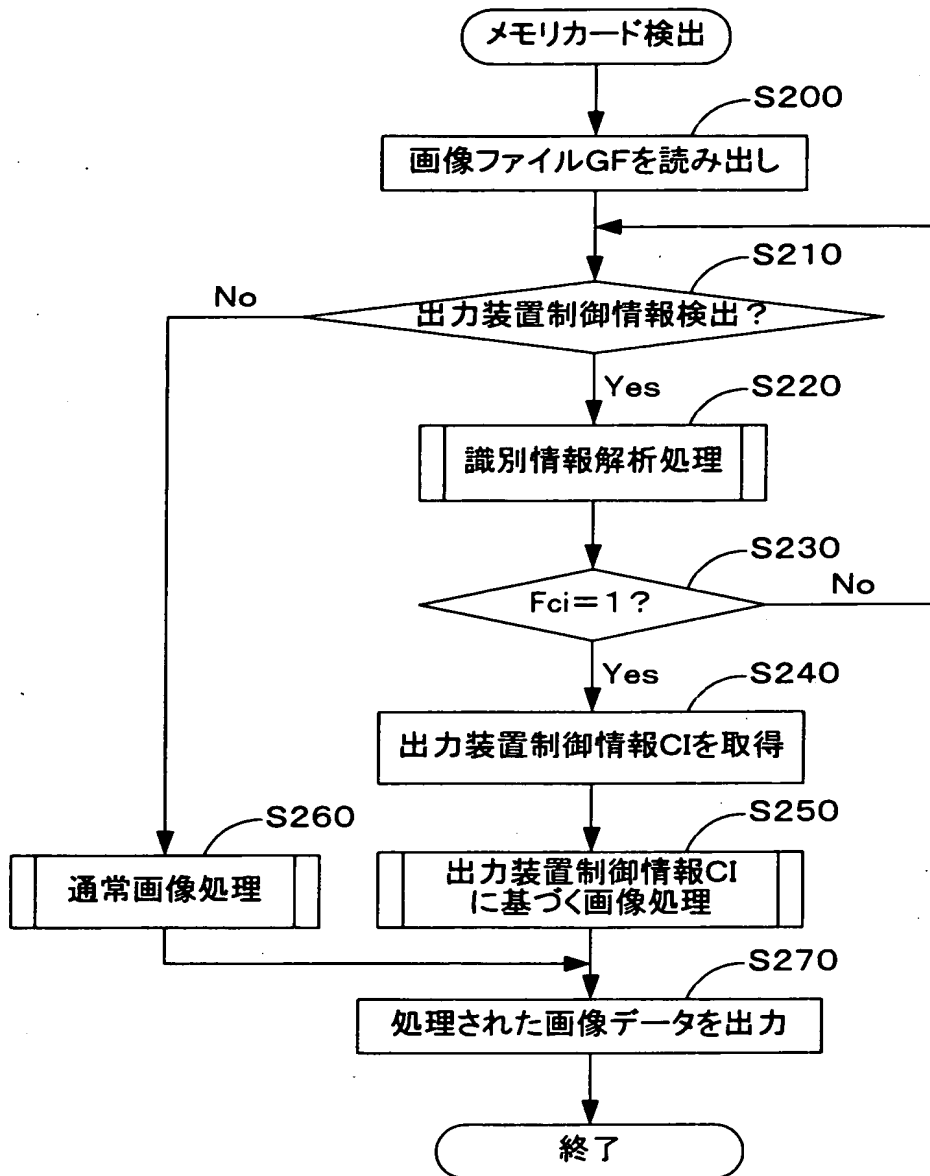 メモリカード検出
S200
画像ファイルGFを読み出し
S210
No
出力装置制御情報検出?
Yes
S220
識別情報解析処理
S230
Fci=1?
No
Yes
S240
出力装置制御情報CIを取得
S260
S250
通常画像処理
出力装置制御情報CI
に基づく画像処理
S270
処理された画像データを出力
終了